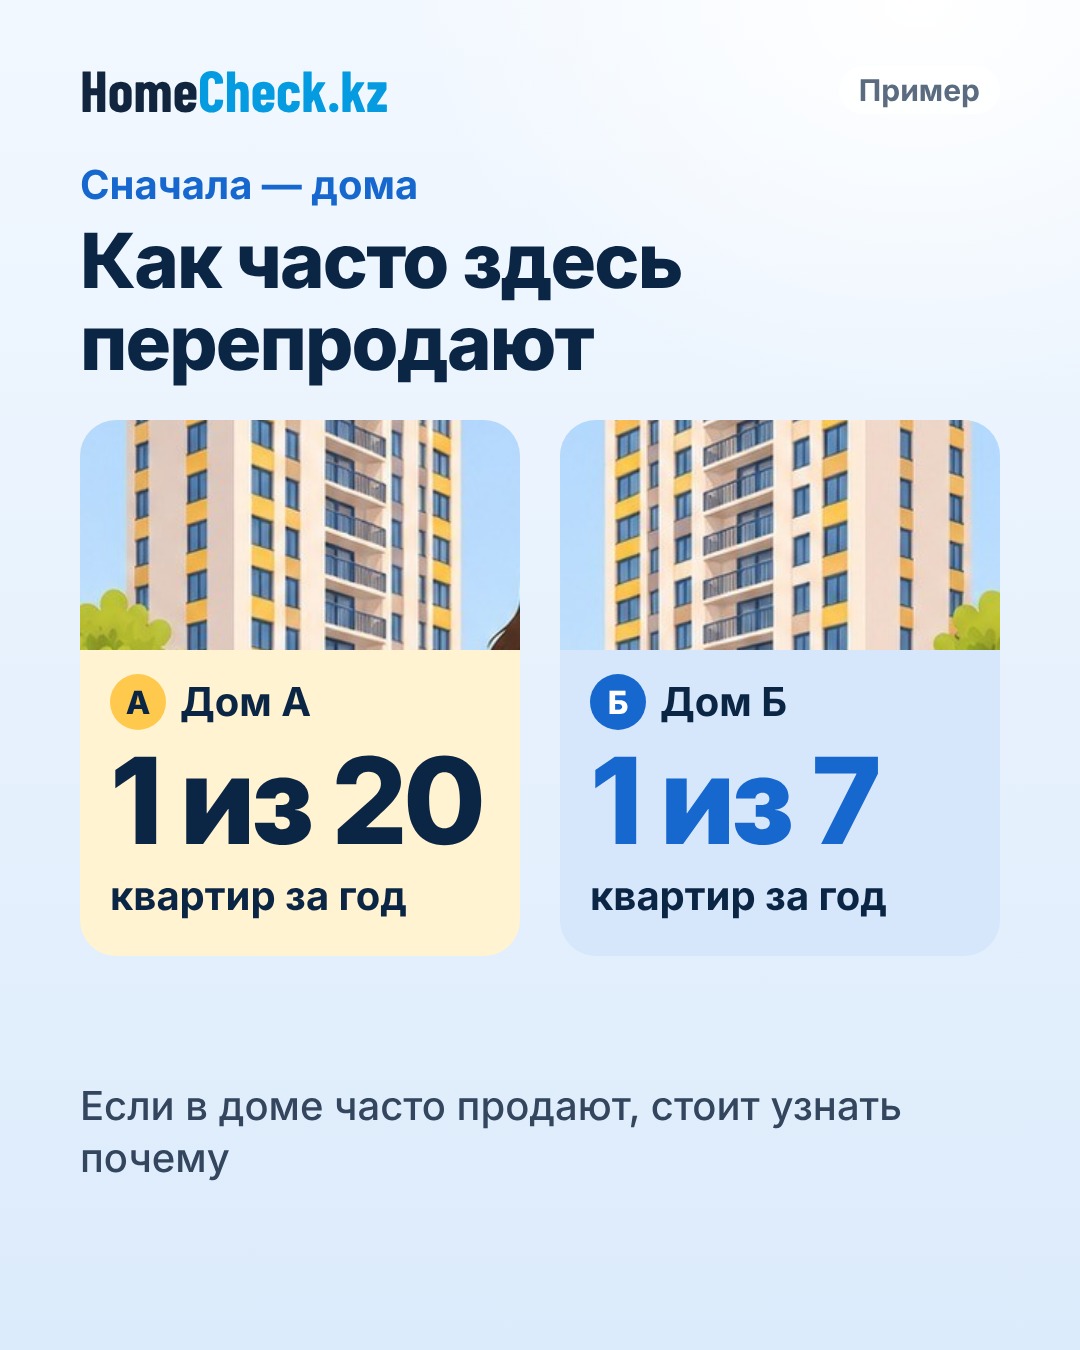 HomeCheck.kz
Пример
Сначала — дома
Как часто здесь
перепродают
А Дом А
1 из 20
квартир за год
Б Дом Б
1 из 7
квартир за год
Если в доме часто продают, стоит узнать
почему